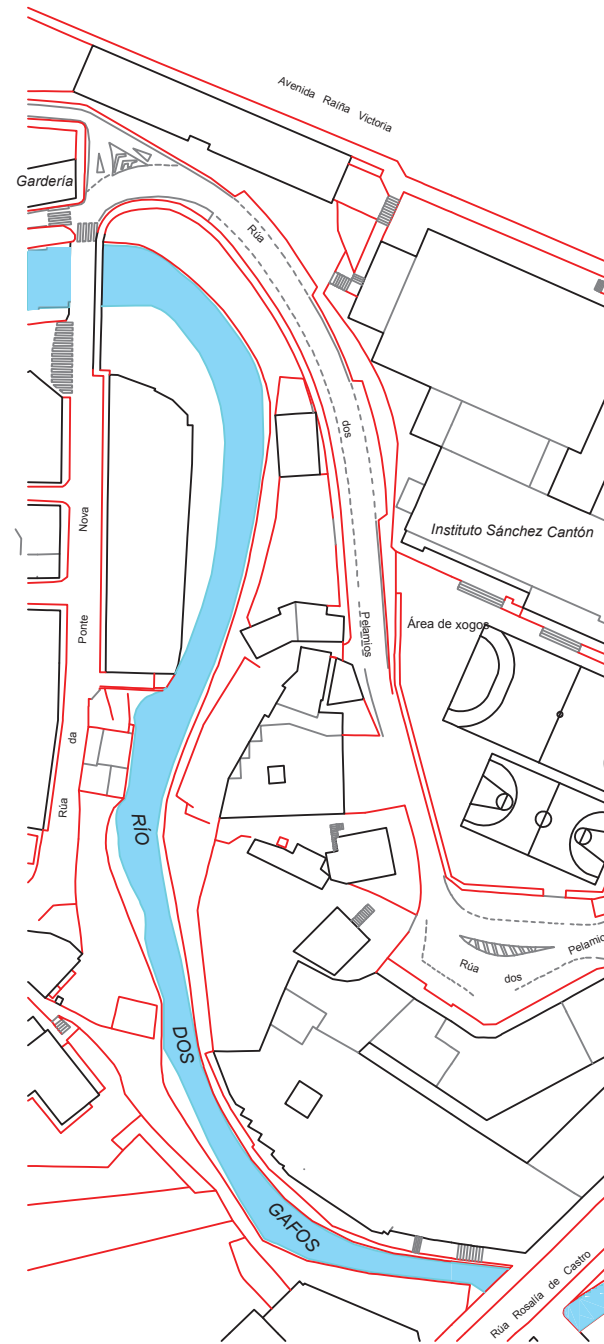 Avenida Raíña Victoria
Gardería
Rúa
dos
Pelamios
Instituto Sánchez Cantón
Área de xogos
Rúa
da
Ponte
Nova
RÍO
DOS
GAFOS
Rúa
dos
Pelamio
Rúa Rosalía de Castro